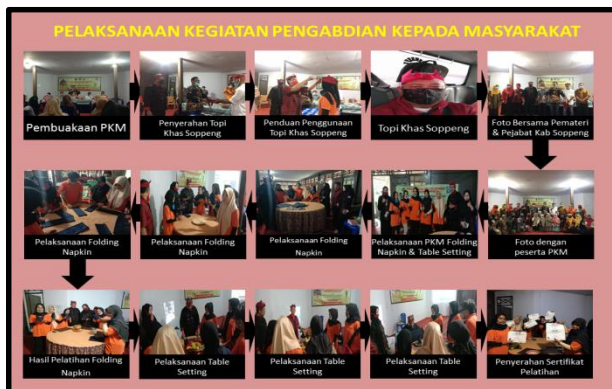 PELAKSANAAN KEGIATAN PENGABDIAN KEPADA MASYARAKAT
Pembuakaan PKM
Penyerahan Topi
Khas Soppeng
Penduan Penggunaan
Topi Khas Soppeng
Topi Khas Soppeng
Foto Bersama Pemateri
& Pejabat Kab Soppeng
Pelaksanaan Folding
Napkin
Pelaksanaan Folding
Napkin
Pelaksanaan Folding
Napkin
Pelaksanaan PKM Folding
Napkin & Table Setting
Foto dengan
peserta PKM
Hasil Pelatihan Folding
Napkin
Pelaksanaan Table
Setting
Pelaksanaan Table
Setting
Pelaksanaan Table
Setting
Penyerahan Sertifikat
Pelatihan